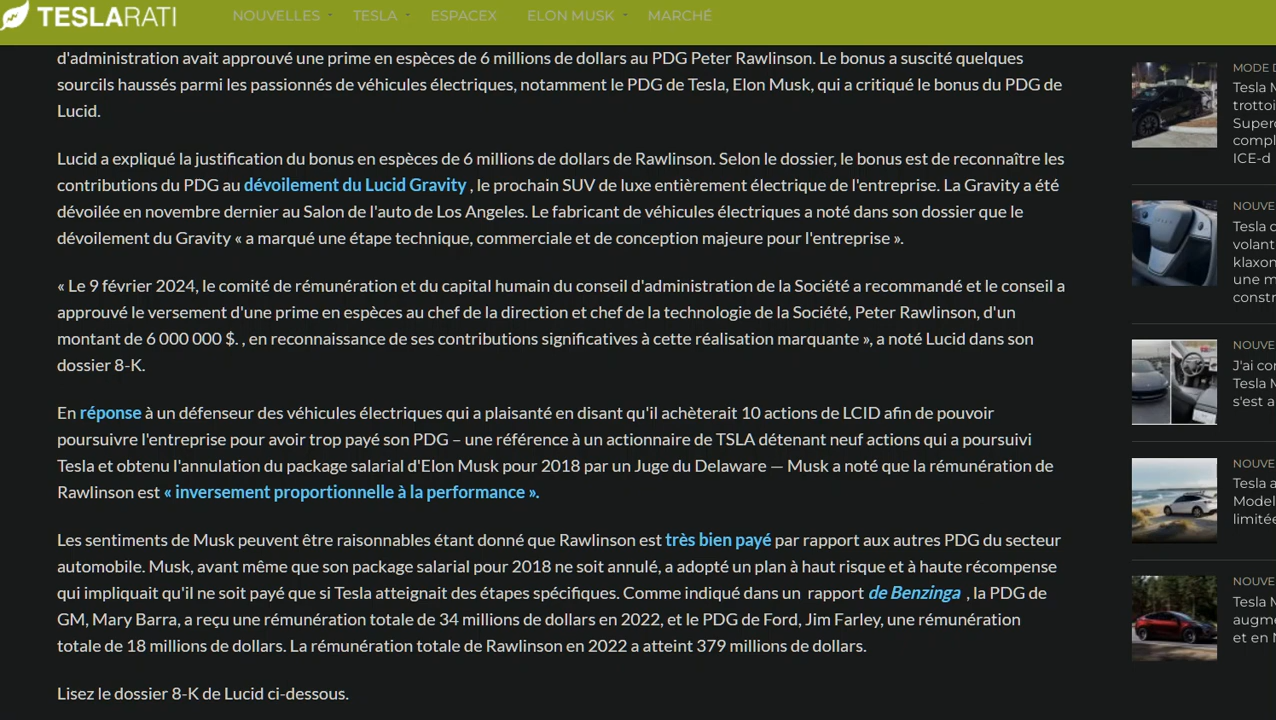 TESLARATI
NOUVELLES
TESLA
ESPACEX
ELON MUSK
MARCHÉ
d'administration avait approuvé une prime en espèces de 6 millions de dollars au PDG Peter Rawlinson. Le bonus a suscité quelques
sourcils haussés parmi les passionnés de véhicules électriques, notamment le PDG de Tesla, Elon Musk, qui a critiqué le bonus du PDG de
Lucid.
Lucid a expliqué la justification du bonus en espèces de 6 millions de dollars de Rawlinson. Selon le dossier, le bonus est de reconnaître les
contributions du PDG au dévoilement du Lucid Gravity , le prochain SUV de luxe entièrement électrique de l'entreprise. La Gravity a été
dévoilée en novembre dernier au Salon de l'auto de Los Angeles. Le fabricant de véhicules électriques a noté dans son dossier que le
dévoilement du Gravity « a marqué une étape technique, commerciale et de conception majeure pour l'entreprise ».
« Le 9 février 2024, le comité de rémunération et du capital humain du conseil d'administration de la Société a recommandé et le conseil a
approuvé le versement d'une prime en espèces au chef de la direction et chef de la technologie de la Société, Peter Rawlinson, d'un
montant de 6 000 000 $. , en reconnaissance de ses contributions significatives à cette réalisation marquante », a noté Lucid dans son
dossier 8-K.
En réponse à un défenseur des véhicules électriques qui a plaisanté en disant qu'il achèterait 10 actions de LCID afin de pouvoir
poursuivre l'entreprise pour avoir trop payé son PDG – une référence à un actionnaire de TSLA détenant neuf actions qui a poursuivi
Tesla et obtenu l'annulation du package salarial d'Elon Musk pour 2018 par un Juge du Delaware — Musk a noté que la rémunération de
Rawlinson est « inversement proportionnelle à la performance ».
Les sentiments de Musk peuvent être raisonnables étant donné que Rawlinson est très bien payé par rapport aux autres PDG du secteur
automobile. Musk, avant même que son package salarial pour 2018 ne soit annulé, a adopté un plan à haut risque et à haute récompense
qui impliquait qu'il ne soit payé que si Tesla atteignait des étapes spécifiques. Comme indiqué dans un rapport de Benzinga , la PDG de
GM, Mary Barra, a reçu une rémunération totale de 34 millions de dollars en 2022, et le PDG de Ford, Jim Farley, une rémunération
totale de 18 millions de dollars. La rémunération totale de Rawlinson en 2022 a atteint 379 millions de dollars.
Lisez le dossier 8-K de Lucid ci-dessous.
MODE D
Tesla M
trottoi
Superc
compl
ICE-d
NOUVE
Tesla c
volant
klaxon
une m
constr
NOUVE
J'ai co
Tesla M
s'est a
NOUVE
Tesla a
Model
limitée
NOUVE
Tesla M
augme
et en N